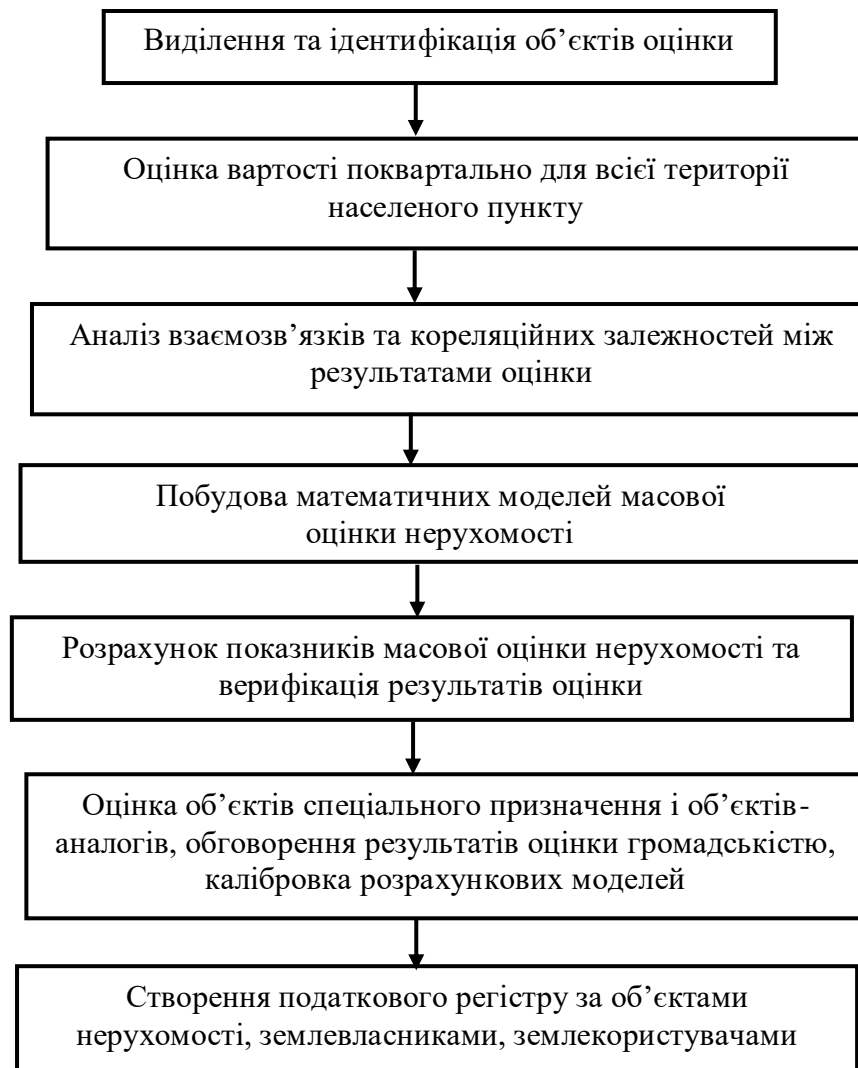 Виділення та ідентифікація об’єктів оцінки
Оцінка вартості поквартально для всієї території
населеного пункту
Аналіз взаємозв’язків та кореляційних залежностей між
результатами оцінки
Побудова математичних моделей масової
оцінки нерухомості
Розрахунок показників масової оцінки нерухомості та
верифікація результатів оцінки
Оцінка об’єктів спеціального призначення і об’єктів-
аналогів, обговорення результатів оцінки громадськістю,
калібровка розрахункових моделей
Створення податкового регістру за об’єктами
нерухомості, землевласниками, землекористувачами